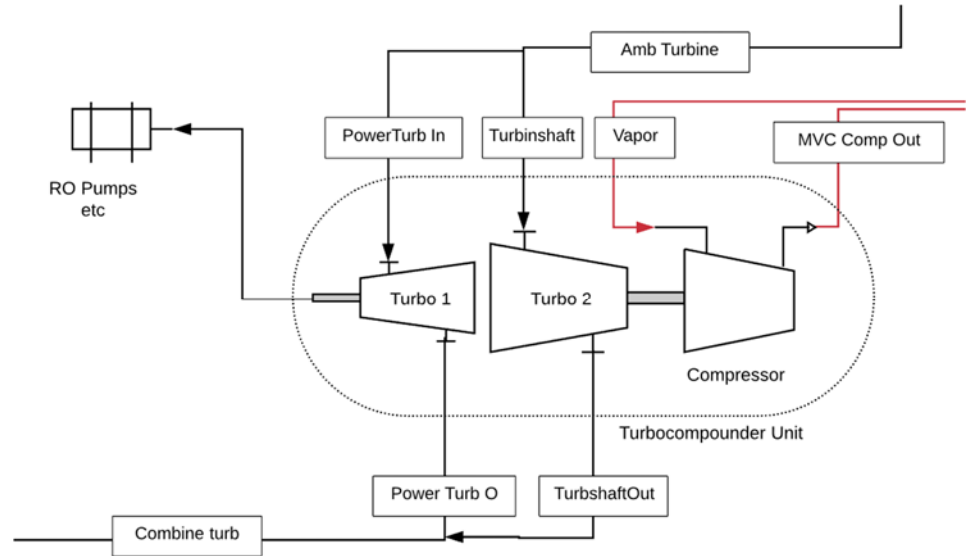 Amb Turbine
PowerTurb In
Turbinshaft
Vapor
MVC Comp Out
RO Pumps
etc
Turbo 1
Turbo 2
Compressor
Turbocompounder Unit
Power Turb O
TurbshaftOut
Combine turb